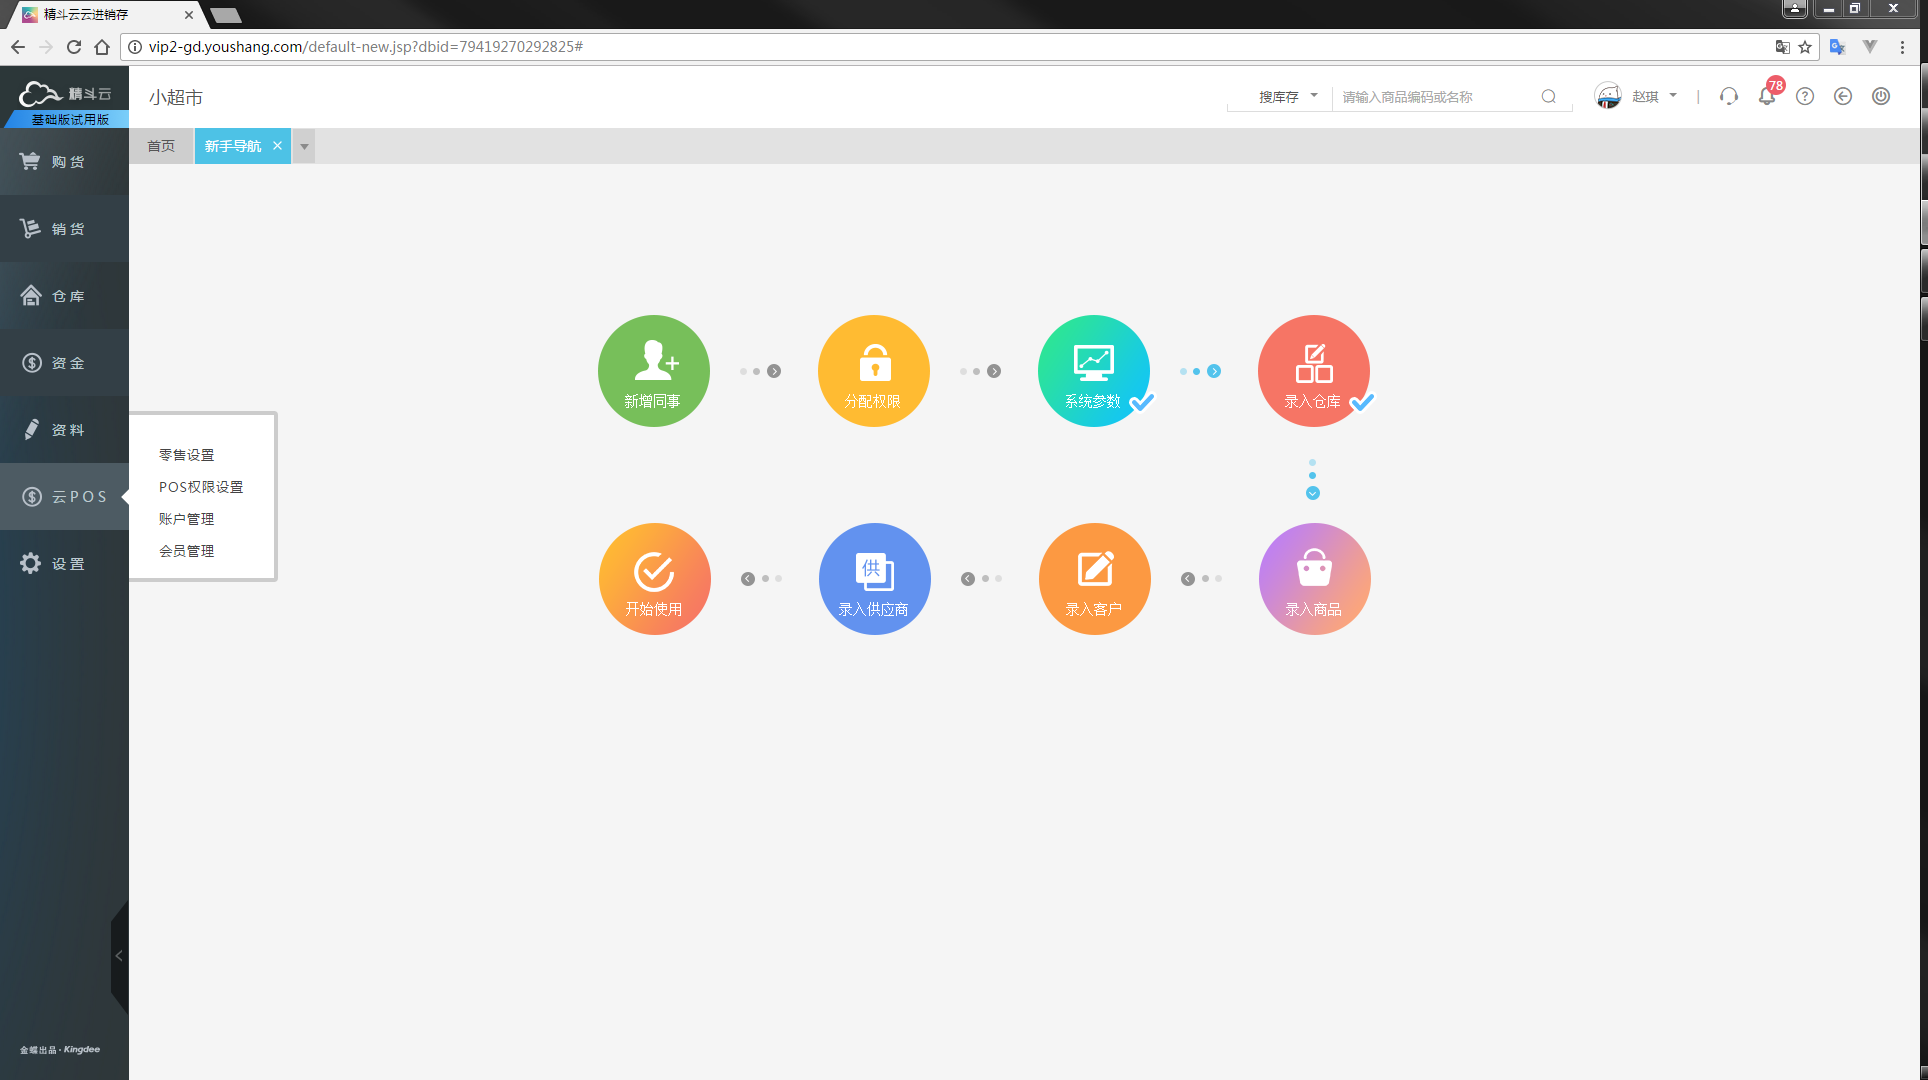 精斗云云进销存
vip2-gd.youshang.com/default-new.jsp?dbid=79419270292825#
精斗云
基础版试用版
小超市
搜库存
请输入商品编码或名称
赵琪
78
首页
新手导航
购货
销货
仓库
资金
资料
云POS
设置
零售设置
POS权限设置
账户管理
会员管理
新增同事
分配权限
系统参数
录入仓库
开始使用
供
录入供应商
录入客户
录入商品
金蝶出品·Kingdee